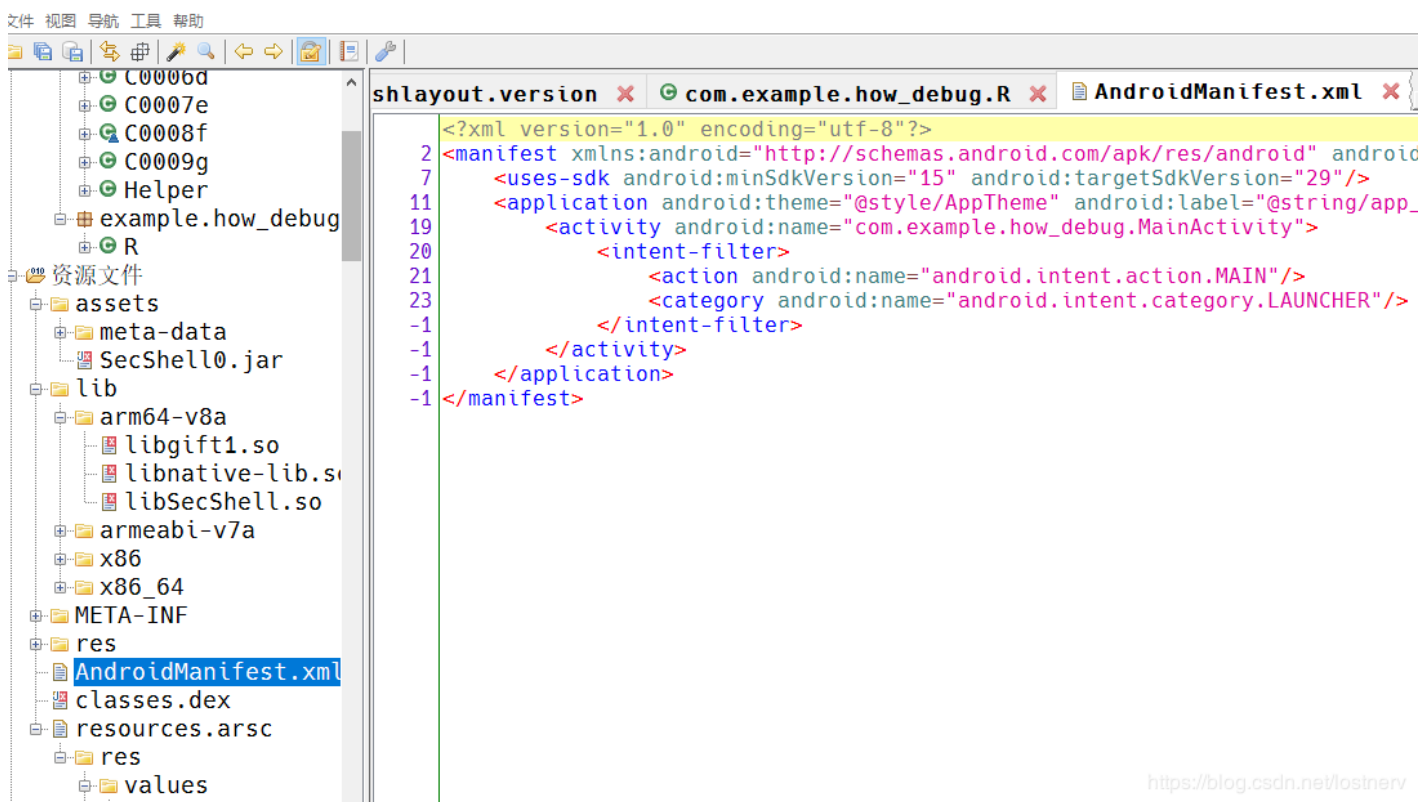 文件 视图 导航 工具 帮助
C0006d
C0007e
C0008f
C0009g
Helper
example.how_debug
R
资源文件
assets
meta-data
SecShell0.jar
lib
arm64-v8a
libgift1.so
libnative-lib.so
libSecShell.so
armeabi-v7a
x86
x86_64
META-INF
res
AndroidManifest.xml
classes.dex
resources.arsc
res
values
shlayout.version com.example.how_debug.R AndroidManifest.xml
<?xml version="1.0" encoding="utf-8"?>
2 <manifest xmlns:android="http://schemas.android.com/apk/res/android" android
7 <uses-sdk android:minSdkVersion="15" android:targetSdkVersion="29"/>
11 <application android:theme="@style/AppTheme" android:label="@string/app_
19 <activity android:name="com.example.how_debug.MainActivity">
20 <intent-filter>
21 <action android:name="android.intent.action.MAIN"/>
23 <category android:name="android.intent.category.LAUNCHER"/>
-1 </intent-filter>
-1 </activity>
-1 </application>
-1 </manifest>
https://blog.csdn.net/lostnerv